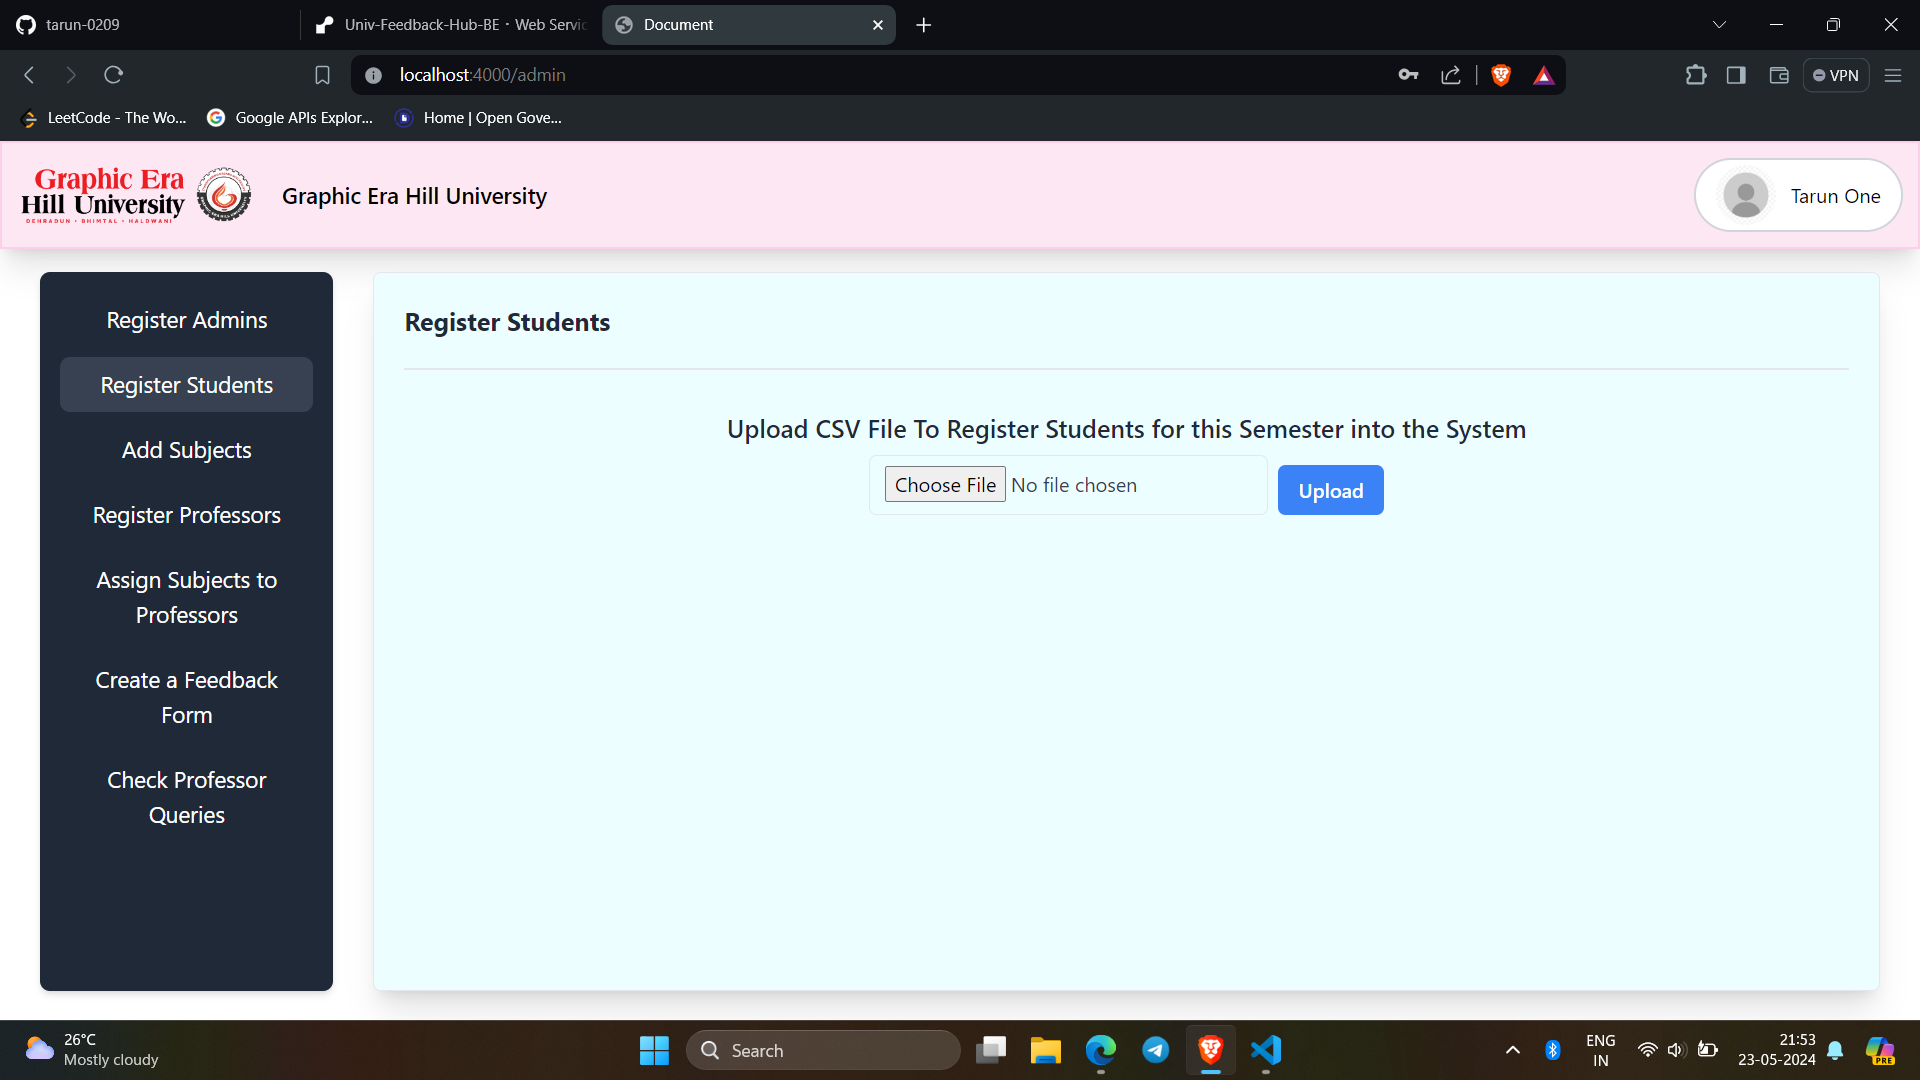 tarun-0209
Univ-Feedback-Hub-BE · Web Servic
Document
localhost:4000/admin
VPN
LeetCode - The Wo...
Google APIs Explor...
Home | Open Gove...
Graphic Era
Hill University
DEHRADUN • BHIMTAL • HALDWANI
Graphic Era Hill University
Tarun One
Register Admins
Register Students
Add Subjects
Register Professors
Assign Subjects to
Professors
Create a Feedback
Form
Check Professor
Queries
Register Students
Upload CSV File To Register Students for this Semester into the System
Choose File No file chosen
Upload
26°C
Mostly cloudy
Search
ENG
IN
21:53
23-05-2024
PRE